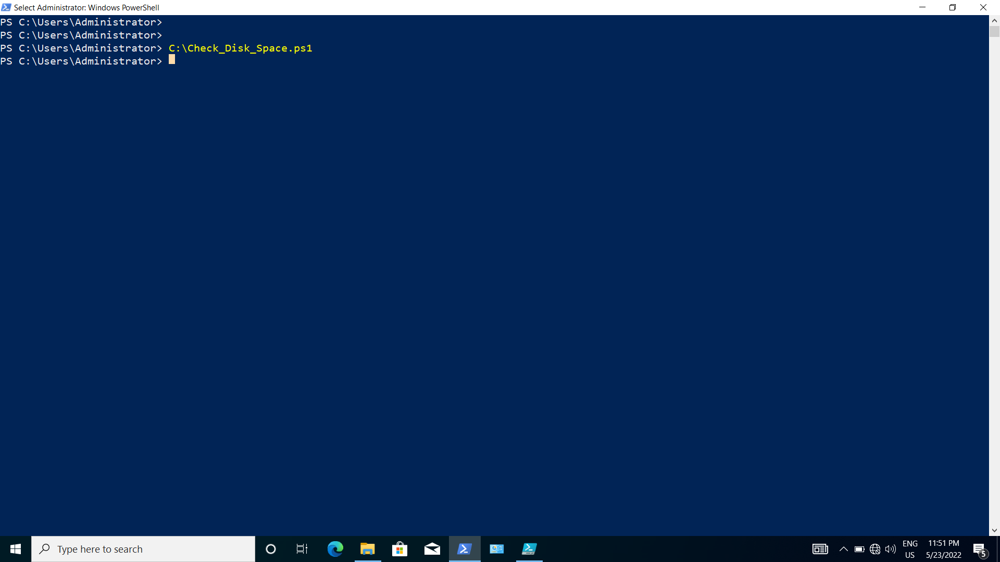 Select Administrator: Windows PowerShell
PS C:\Users\Administrator>
PS C:\Users\Administrator>
PS C:\Users\Administrator> C:\Check_Disk_Space.ps1
PS C:\Users\Administrator>
Type here to search
ENG
US
11:51 PM
5/23/2022
5